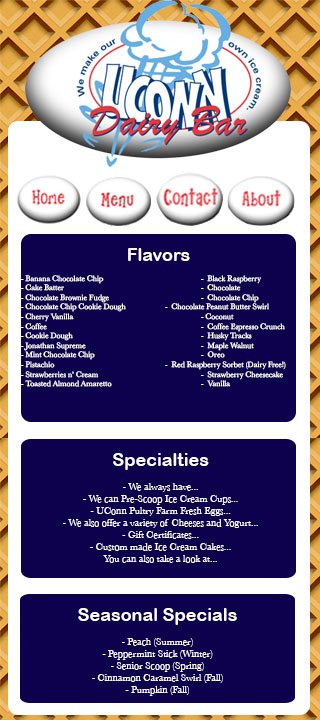 We make our own ice cream.
UCONN
Dairy Bar
Home Menu Contact About
Flavors
- Banana Chocolate Chip
- Cake Batter
- Chocolate Brownie Fudge
- Chocolate Chip Cookie Dough
- Cherry Vanilla
- Coffee
- Cookie Dough
- Jonathan Supreme
- Mint Chocolate Chip
- Pistachio
- Strawberries n' Cream
- Toasted Almond Amaretto
- Black Raspberry
- Chocolate
- Chocolate Chip
- Chocolate Peanut Butter Swirl
- Coconut
- Coffee Espresso Crunch
- Husky Tracks
- Maple Walnut
- Oreo
- Red Raspberry Sorbet (Dairy Free!)
- Strawberry Cheesecake
- Vanilla
Specialties
- We always have...
- We can Pre-Scoop Ice Cream Cups...
- UConn Pultry Farm Fresh Eggs...
- We also offer a variety of Cheeses and Yogurt...
- Gift Certificates...
- Custom made Ice Cream Cakes...
You can also take a look at...
Seasonal Specials
- Peach (Summer)
- Peppermint Stick (Winter)
- Senior Scoop (Spring)
- Cinnamon Caramel Swirl (Fall)
- Pumpkin (Fall)